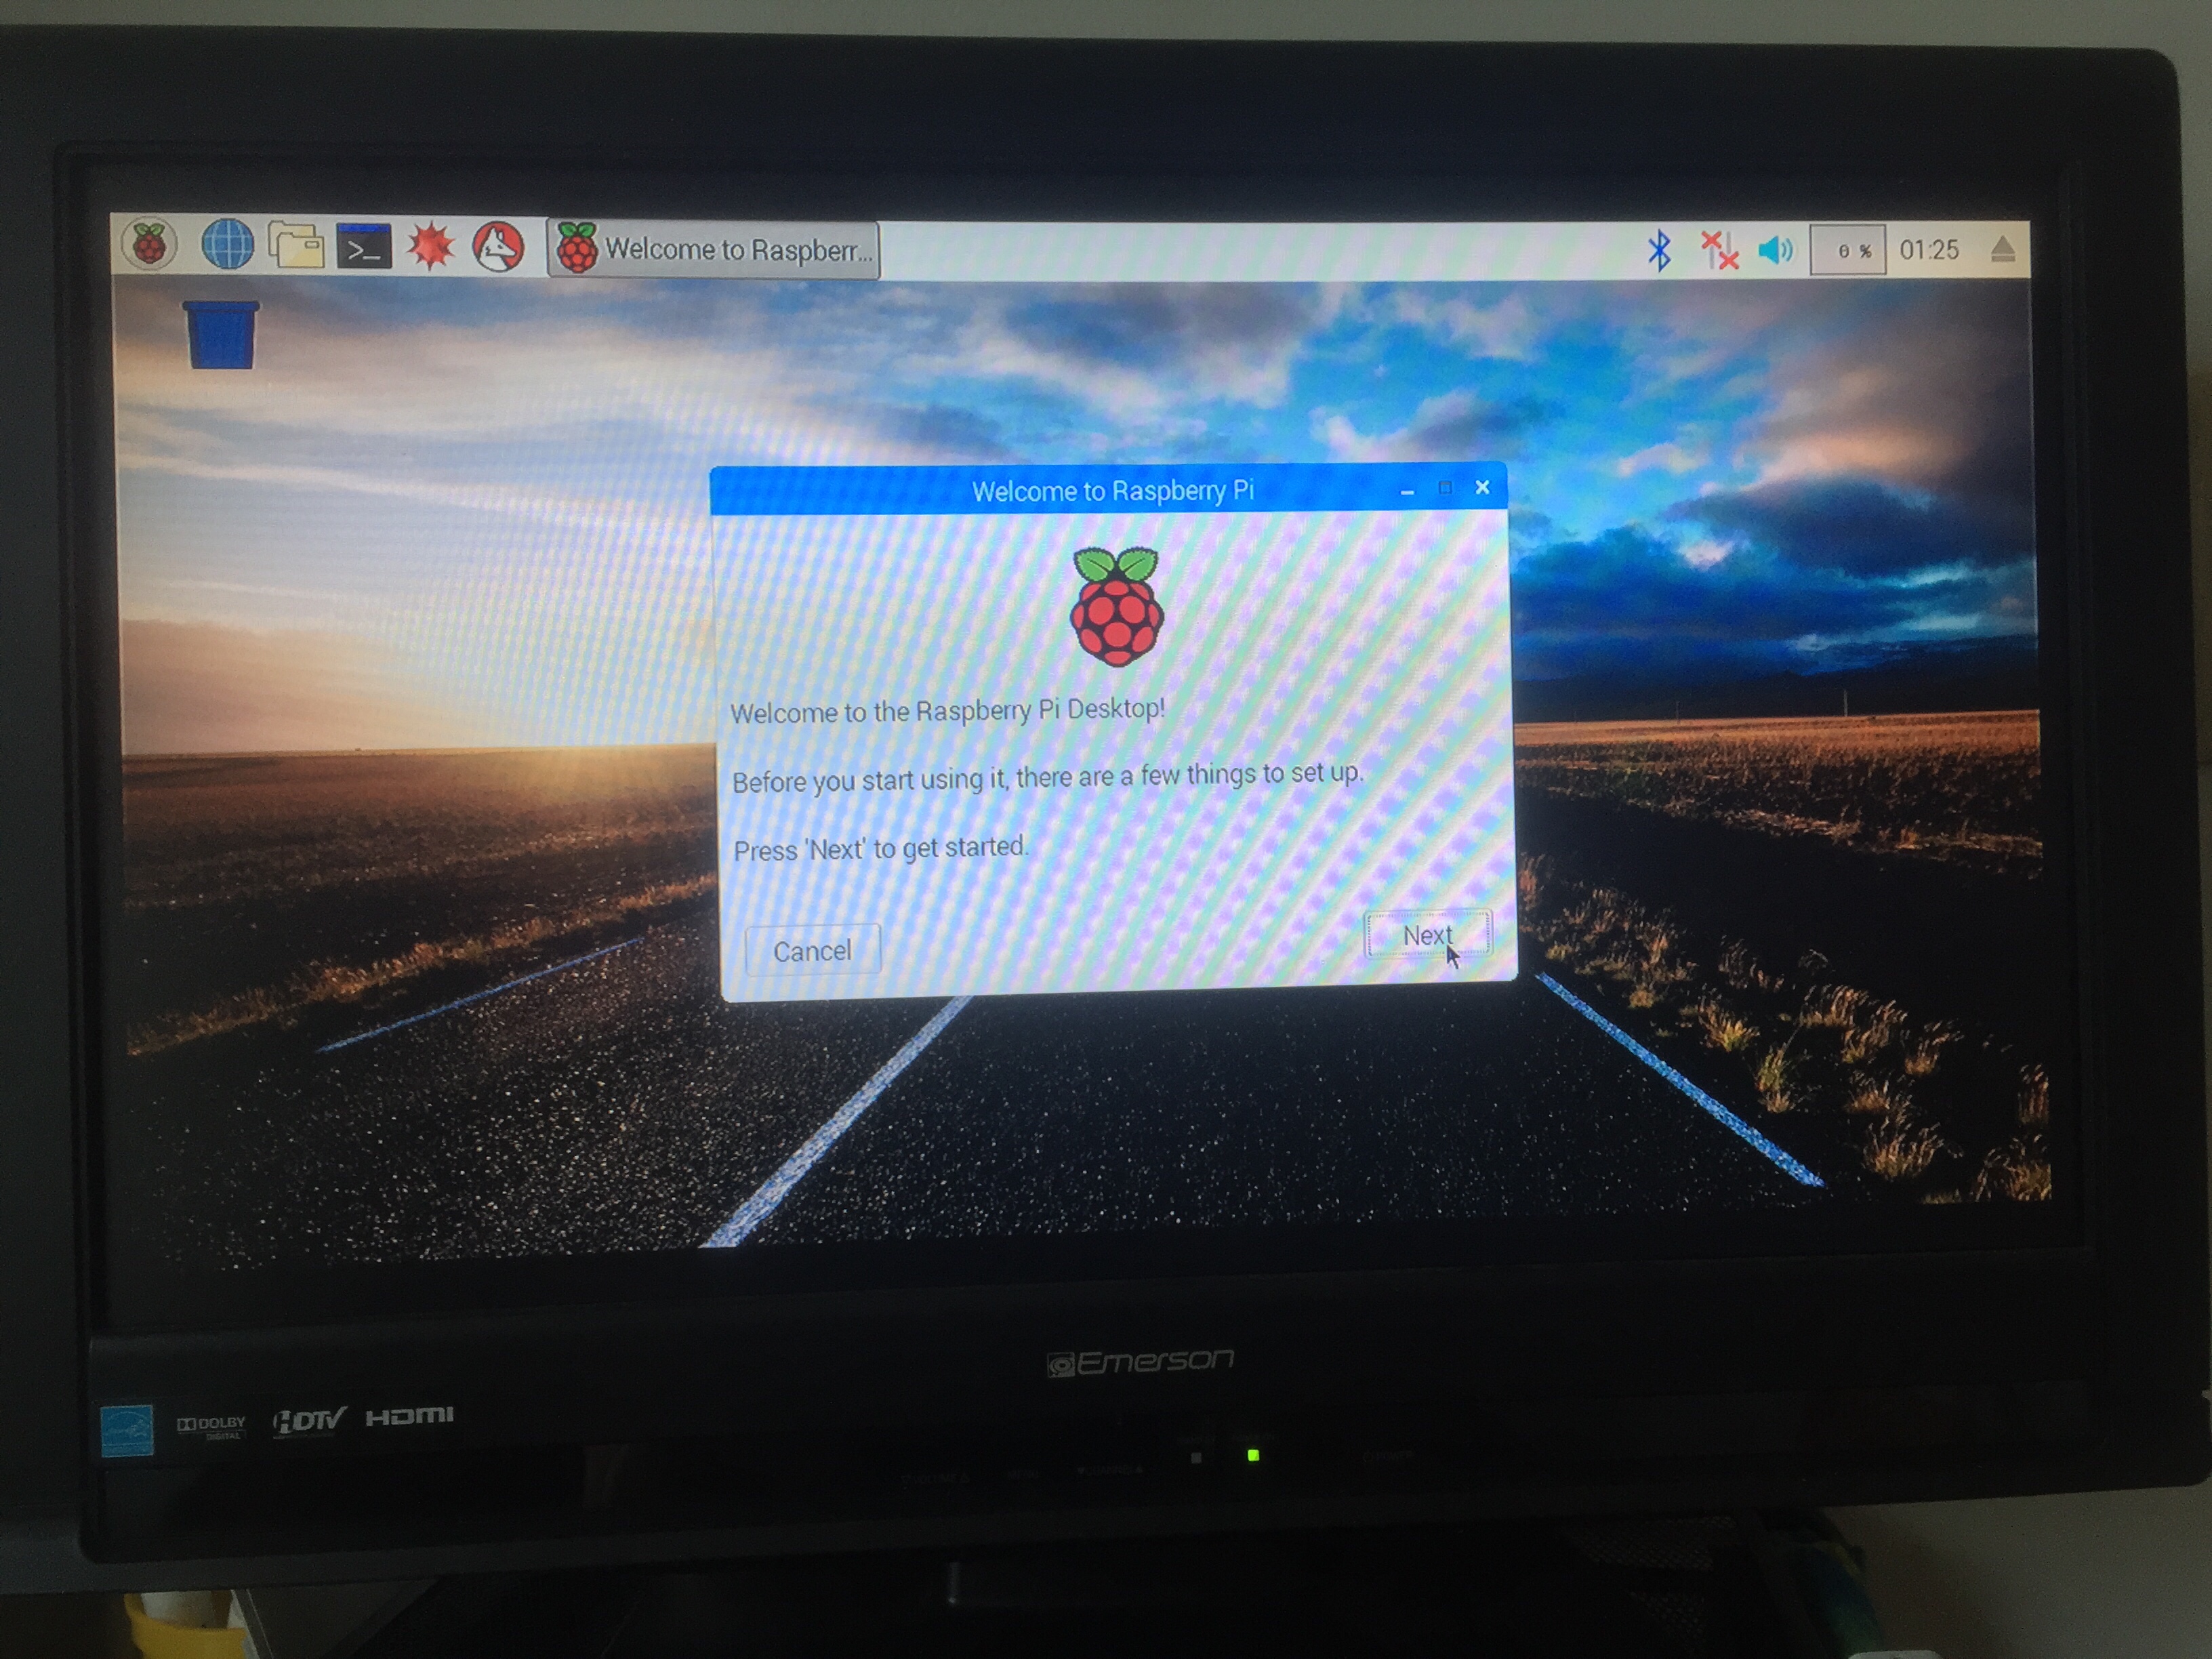 Welcome to Raspberr...
0 %
01:25
Welcome to Raspberry Pi
Welcome to the Raspberry Pi Desktop!
Before you start using it, there are a few things to set up.
Press 'Next' to get started.
Cancel
Next
Emerson
DOLBY
DIGITAL
HDTV
HDMI